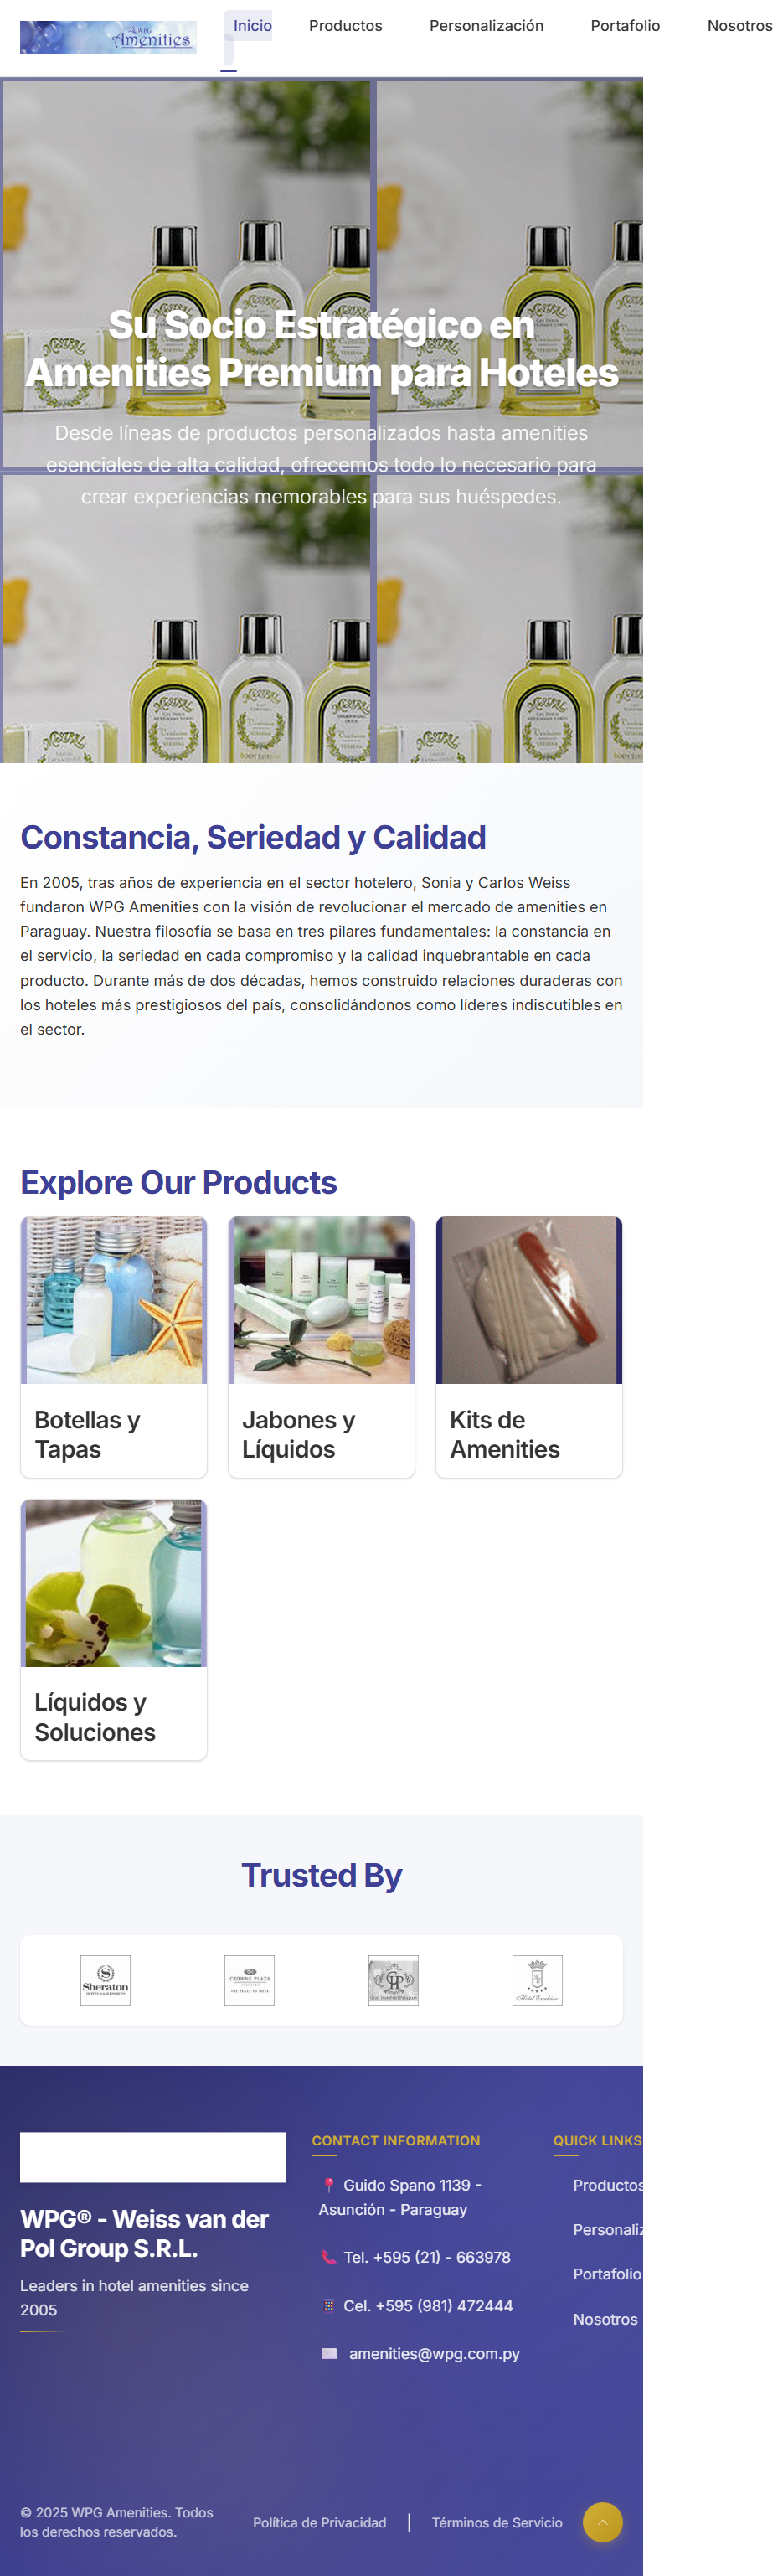 WPG
Amenities
Inicio
Productos
Personalización
Portafolio
Nosotros
Su Socio Estratégico en
Amenities Premium para Hoteles
Desde líneas de productos personalizados hasta amenities
esenciales de alta calidad, ofrecemos todo lo necesario para
crear experiencias memorables para sus huéspedes.
Constancia, Seriedad y Calidad
En 2005, tras años de experiencia en el sector hotelero, Sonia y Carlos Weiss
fundaron WPG Amenities con la visión de revolucionar el mercado de amenities en
Paraguay. Nuestra filosofía se basa en tres pilares fundamentales: la constancia en
el servicio, la seriedad en cada compromiso y la calidad inquebrantable en cada
producto. Durante más de dos décadas, hemos construido relaciones duraderas con
los hoteles más prestigiosos del país, consolidándonos como líderes indiscutibles en
el sector.
Explore Our Products
Botellas y
Tapas
Jabones y
Líquidos
Kits de
Amenities
Líquidos y
Soluciones
Trusted By
Sheraton
CROWNE PLAZA
THE PLACE TO MEET.
GHP
Hotel Excelsior
WPG® - Weiss van der
Pol Group S.R.L.
Leaders in hotel amenities since
2005
CONTACT INFORMATION
📍 Guido Spano 1139 -
Asunción - Paraguay
📞 Tel. +595 (21) - 663978
📱 Cel. +595 (981) 472444
✉️ amenities@wpg.com.py
QUICK LINKS
Productos
Personaliz
Portafolio
Nosotros
© 2025 WPG Amenities. Todos
los derechos reservados.
Política de Privacidad
|
Términos de Servicio